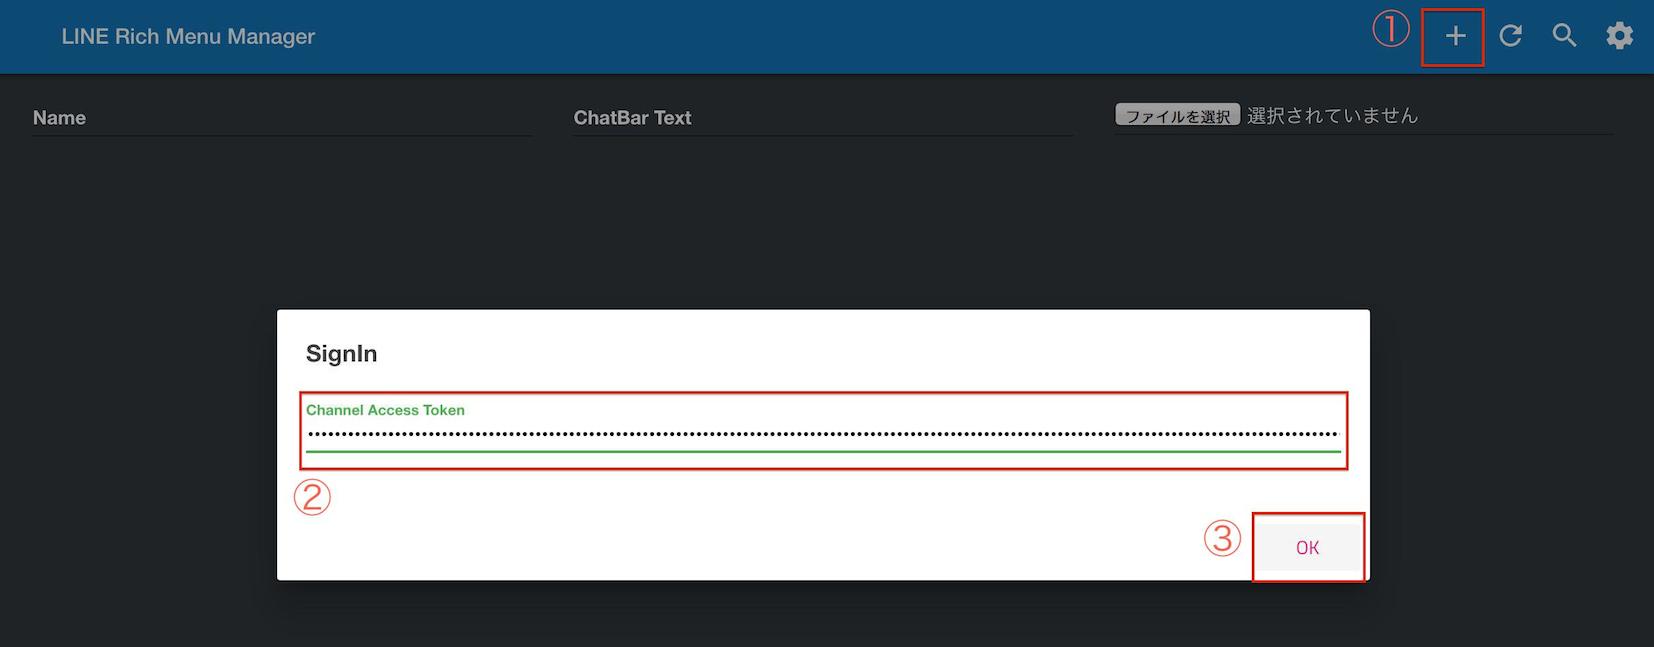 LINE Rich Menu Manager
①
Name
ChatBar Text
ファイルを選択 選択されていません
SignIn
Channel Access Token
②
③
OK